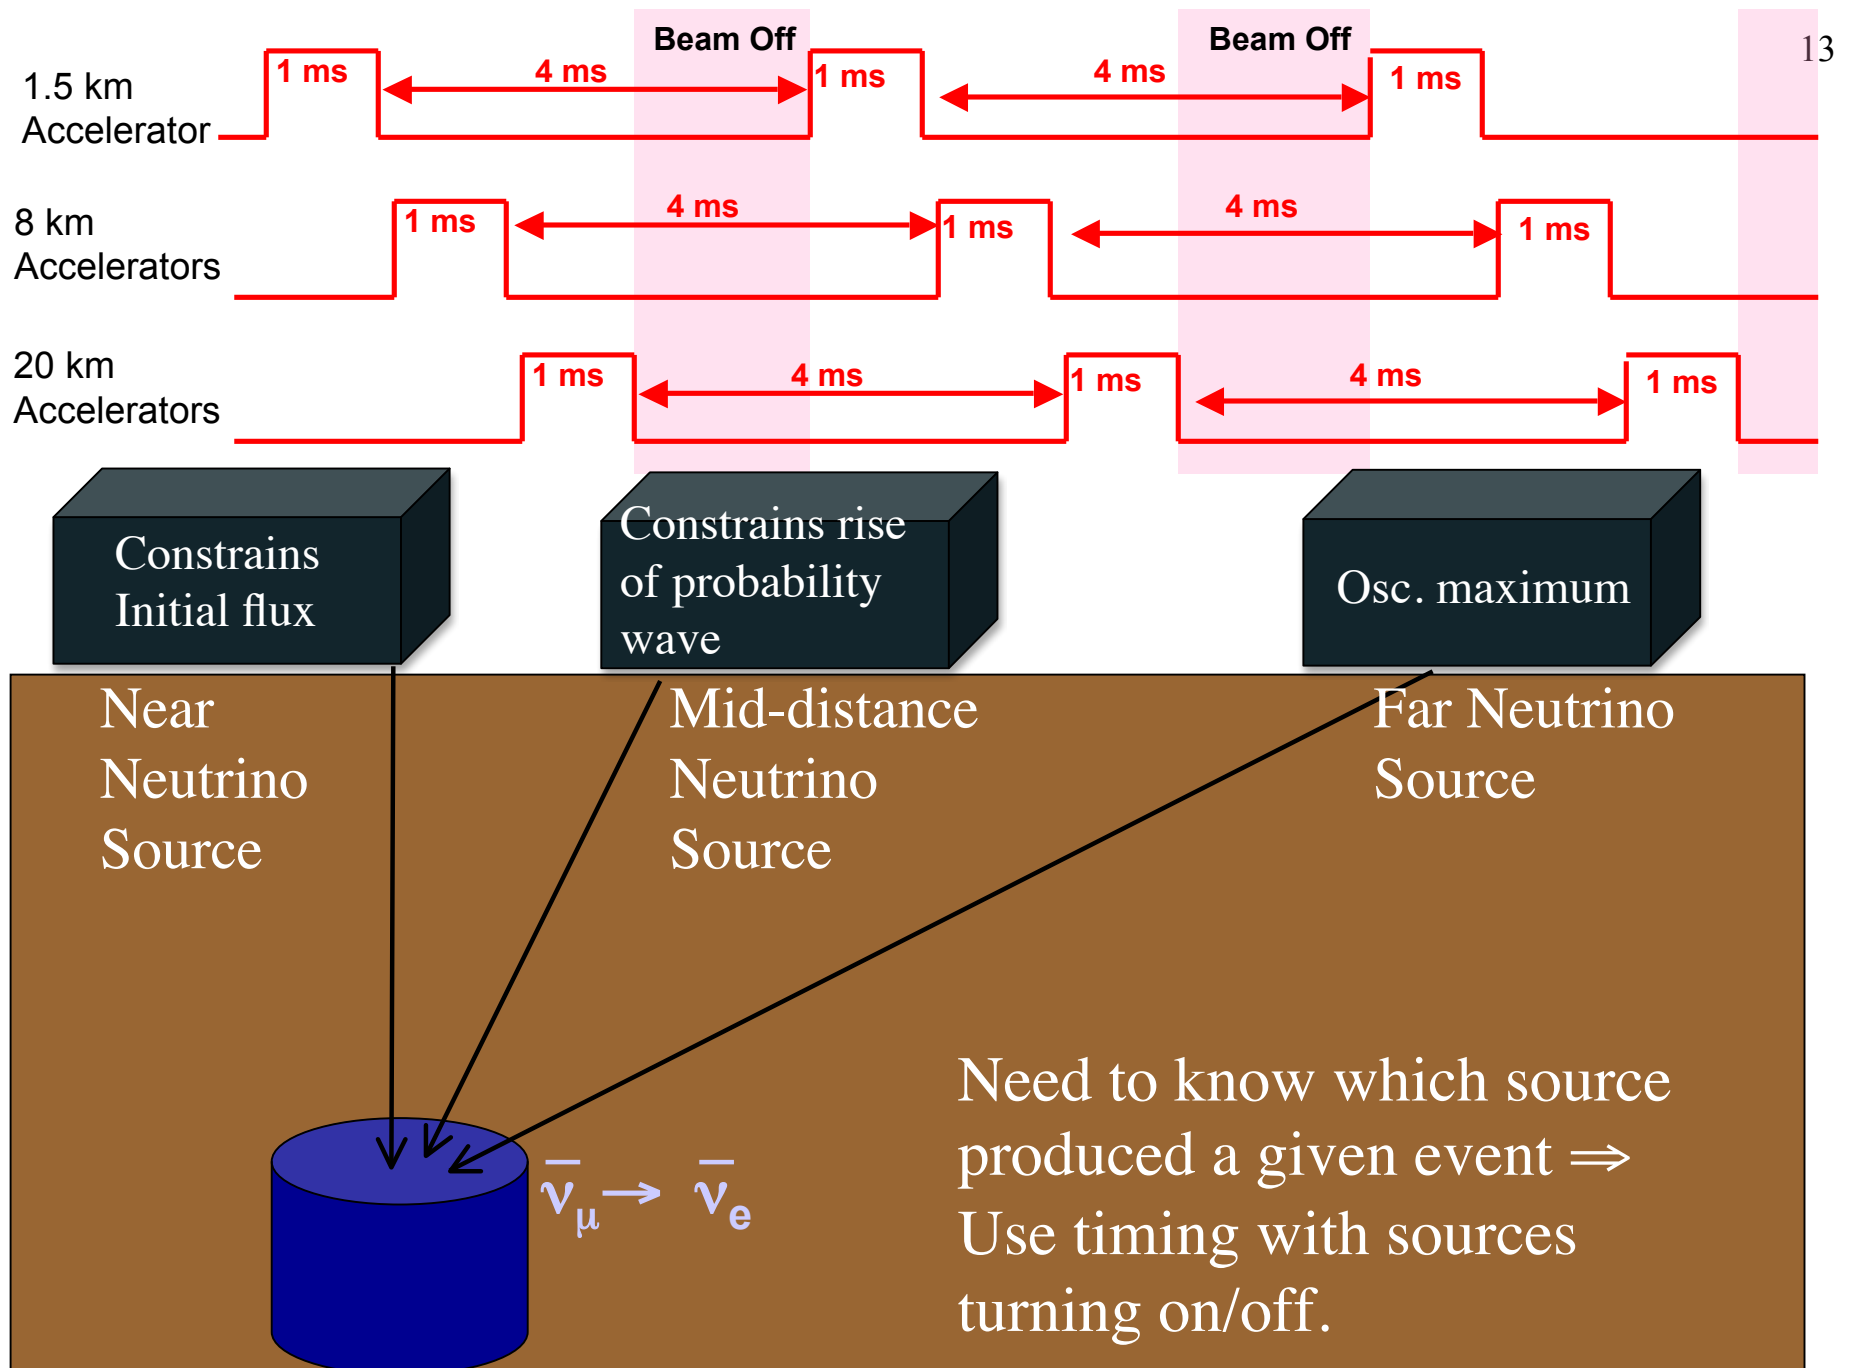 Beam Off
Beam Off
13
1.5 km
Accelerator
1 ms
4 ms
1 ms
4 ms
1 ms
8 km
Accelerators
1 ms
4 ms
1 ms
4 ms
1 ms
20 km
Accelerators
1 ms
4 ms
1 ms
4 ms
1 ms
Constrains
Initial flux
Constrains rise
of probability
wave
Osc. maximum
Near
Neutrino
Source
Mid-distance
Neutrino
Source
Far Neutrino
Source
ν̅μ → ν̅e
Need to know which source
produced a given event ⇒
Use timing with sources
turning on/off.